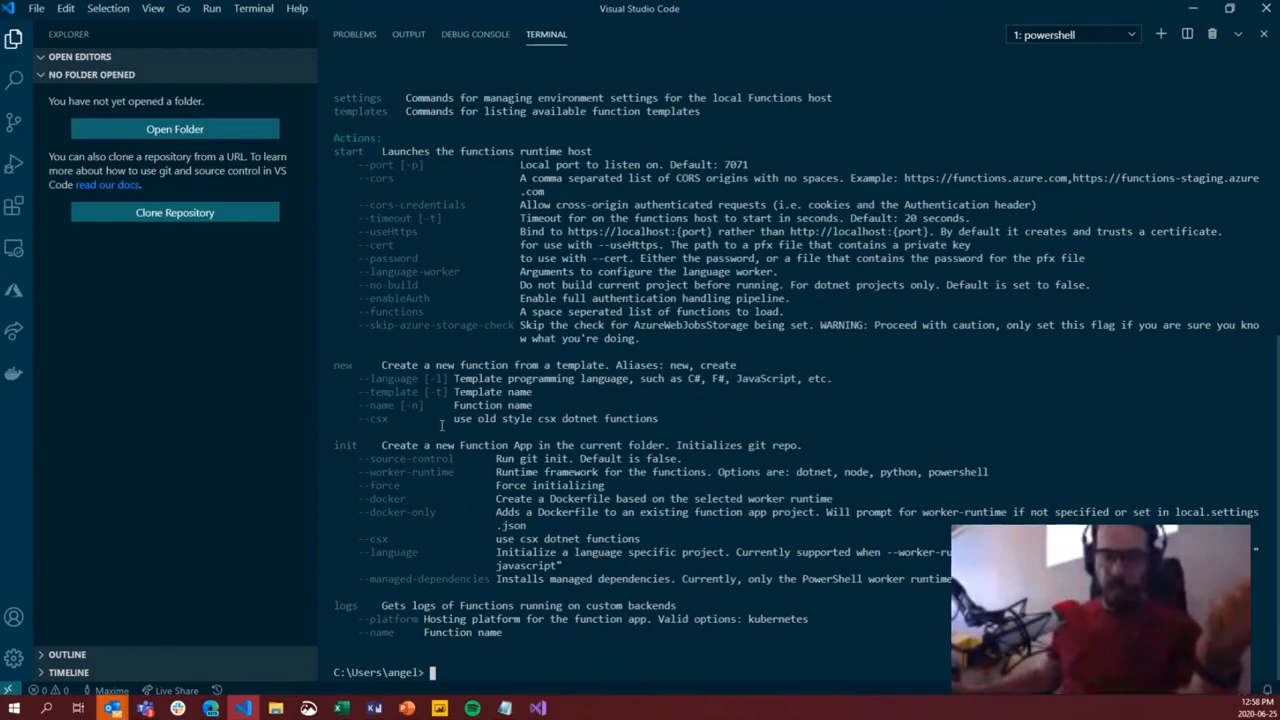 File Edit Selection View Go Run Terminal Help
Visual Studio Code
EXPLORER
PROBLEMS OUTPUT DEBUG CONSOLE TERMINAL
1: powershell
OPEN EDITORS
NO FOLDER OPENED
You have not yet opened a folder.
Open Folder
You can also clone a repository from a URL. To learn
more about how to use git and source control in VS
Code read our docs.
Clone Repository
settings Commands for managing environment settings for the local Functions host
templates Commands for listing available function templates
Actions:
start Launches the functions runtime host
--port [-p] Local port to listen on. Default: 7071
--cors A comma separated list of CORS origins with no spaces. Example: https://functions.azure.com,https://functions-staging.azure
.com
--cors-credentials Allow cross-origin authenticated requests (i.e. cookies and the Authentication header)
--timeout [-t] Timeout for on the functions host to start in seconds. Default: 20 seconds.
--useHttps Bind to https://localhost:{port} rather than http://localhost:{port}. By default it creates and trusts a certificate.
--cert for use with --useHttps. The path to a pfx file that contains a private key
--password to use with --cert. Either the password, or a file that contains the password for the pfx file
--language-worker Arguments to configure the language worker.
--no-build Do not build current project before running. For dotnet projects only. Default is set to false.
--enableAuth Enable full authentication handling pipeline.
--functions A space seperated list of functions to load.
--skip-azure-storage-check Skip the check for AzureWebJobsStorage being set. WARNING: Proceed with caution, only set this flag if you are sure you kno
w what you're doing.
new Create a new function from a template. Aliases: new, create
--language [-l] Template programming language, such as C#, F#, JavaScript, etc.
--template [-t] Template name
--name [-n] Function name
--csx use old style csx dotnet functions
init Create a new Function App in the current folder. Initializes git repo.
--source-control Run git init. Default is false.
--worker-runtime Runtime framework for the functions. Options are: dotnet, node, python, powershell
--force Force initializing
--docker Create a Dockerfile based on the selected worker runtime
--docker-only Adds a Dockerfile to an existing function app project. Will prompt for worker-runtime if not specified or set in local.settings
.json
--csx use csx dotnet functions
--language Initialize a language specific project. Currently supported when --worker-ru "
javascript"
--managed-dependencies Installs managed dependencies. Currently, only the PowerShell worker runtime
logs Gets logs of Functions running on custom backends
--platform Hosting platform for the function app. Valid options: kubernetes
--name Function name
C:\Users\angel>
OUTLINE
TIMELINE
0 0 Maxime Live Share
12:58 PM
2020-06-25